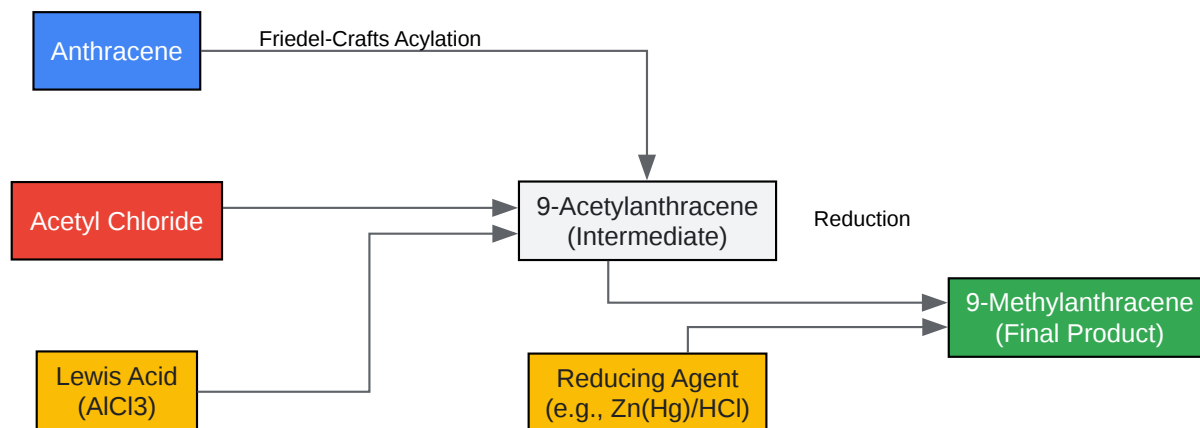 Anthracene
Friedel-Crafts Acylation
Acetyl Chloride
9-Acetylanthracene
(Intermediate)
Reduction
9-Methylanthracene
(Final Product)
Lewis Acid
(AlCl3)
Reducing Agent
(e.g., Zn(Hg)/HCl)